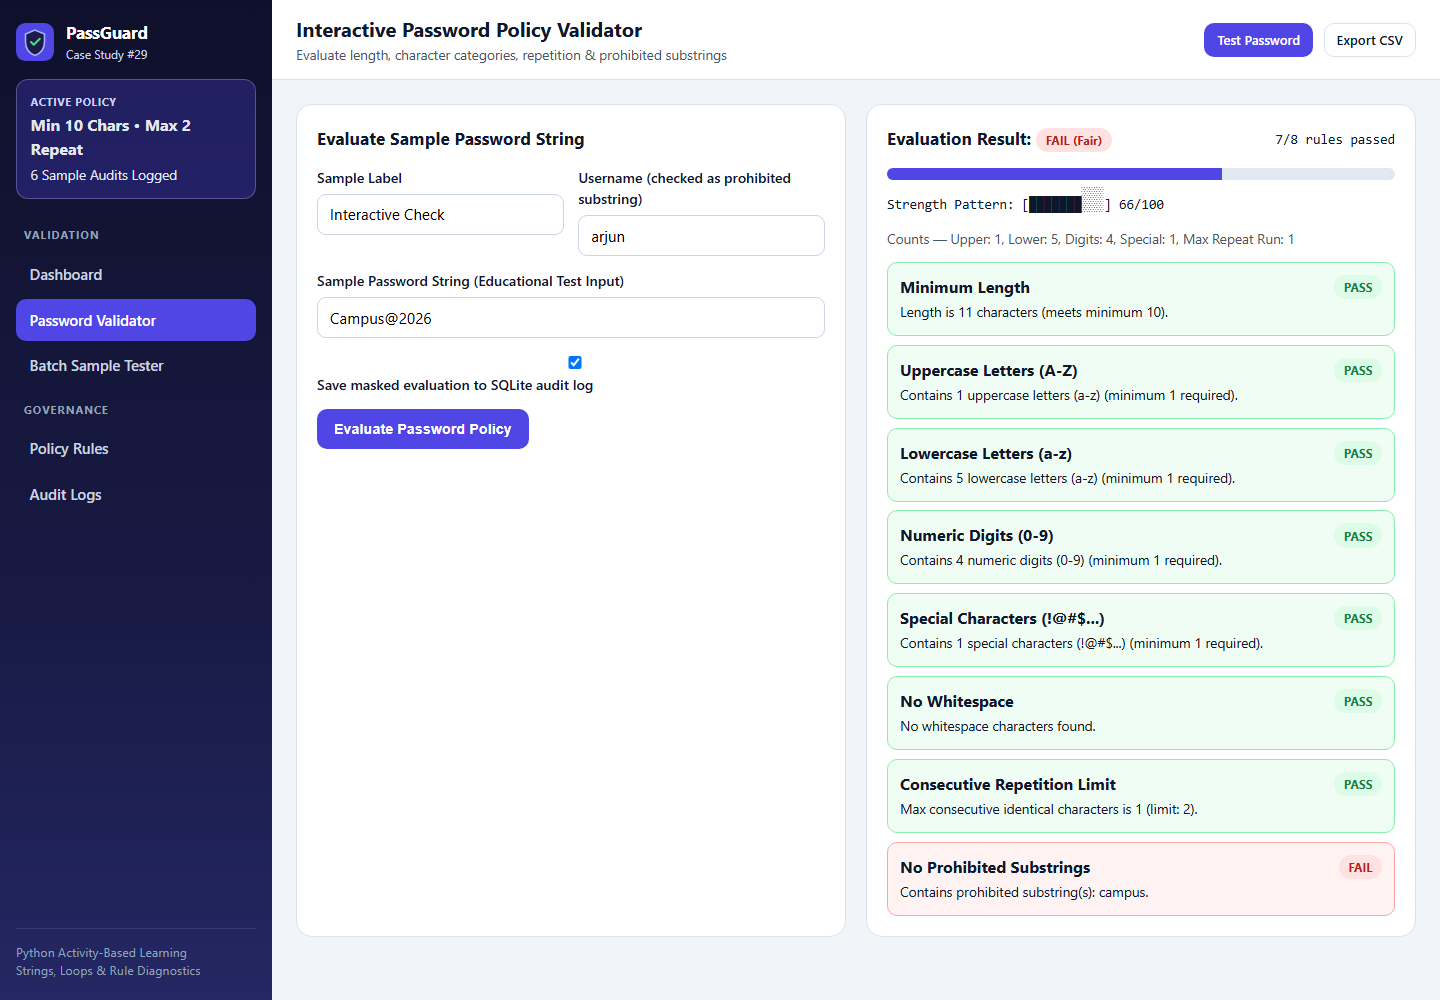 PassGuard
Case Study #29
ACTIVE POLICY
Min 10 Chars • Max 2
Repeat
6 Sample Audits Logged
VALIDATION
Dashboard
Password Validator
Batch Sample Tester
GOVERNANCE
Policy Rules
Audit Logs
Python Activity-Based Learning
Strings, Loops & Rule Diagnostics
Interactive Password Policy Validator
Evaluate length, character categories, repetition & prohibited substrings
Test Password
Export CSV
Evaluate Sample Password String
Sample Label
Interactive Check
Username (checked as prohibited
substring)
arjun
Sample Password String (Educational Test Input)
Campus@2026
Save masked evaluation to SQLite audit log
Evaluate Password Policy
Evaluation Result: FAIL (Fair) 7/8 rules passed
Strength Pattern: [███████░░░] 66/100
Counts — Upper: 1, Lower: 5, Digits: 4, Special: 1, Max Repeat Run: 1
Minimum Length PASS
Length is 11 characters (meets minimum 10).
Uppercase Letters (A-Z) PASS
Contains 1 uppercase letters (a-z) (minimum 1 required).
Lowercase Letters (a-z) PASS
Contains 5 lowercase letters (a-z) (minimum 1 required).
Numeric Digits (0-9) PASS
Contains 4 numeric digits (0-9) (minimum 1 required).
Special Characters (!@#$...) PASS
Contains 1 special characters (!@#$...) (minimum 1 required).
No Whitespace PASS
No whitespace characters found.
Consecutive Repetition Limit PASS
Max consecutive identical characters is 1 (limit: 2).
No Prohibited Substrings FAIL
Contains prohibited substring(s): campus.